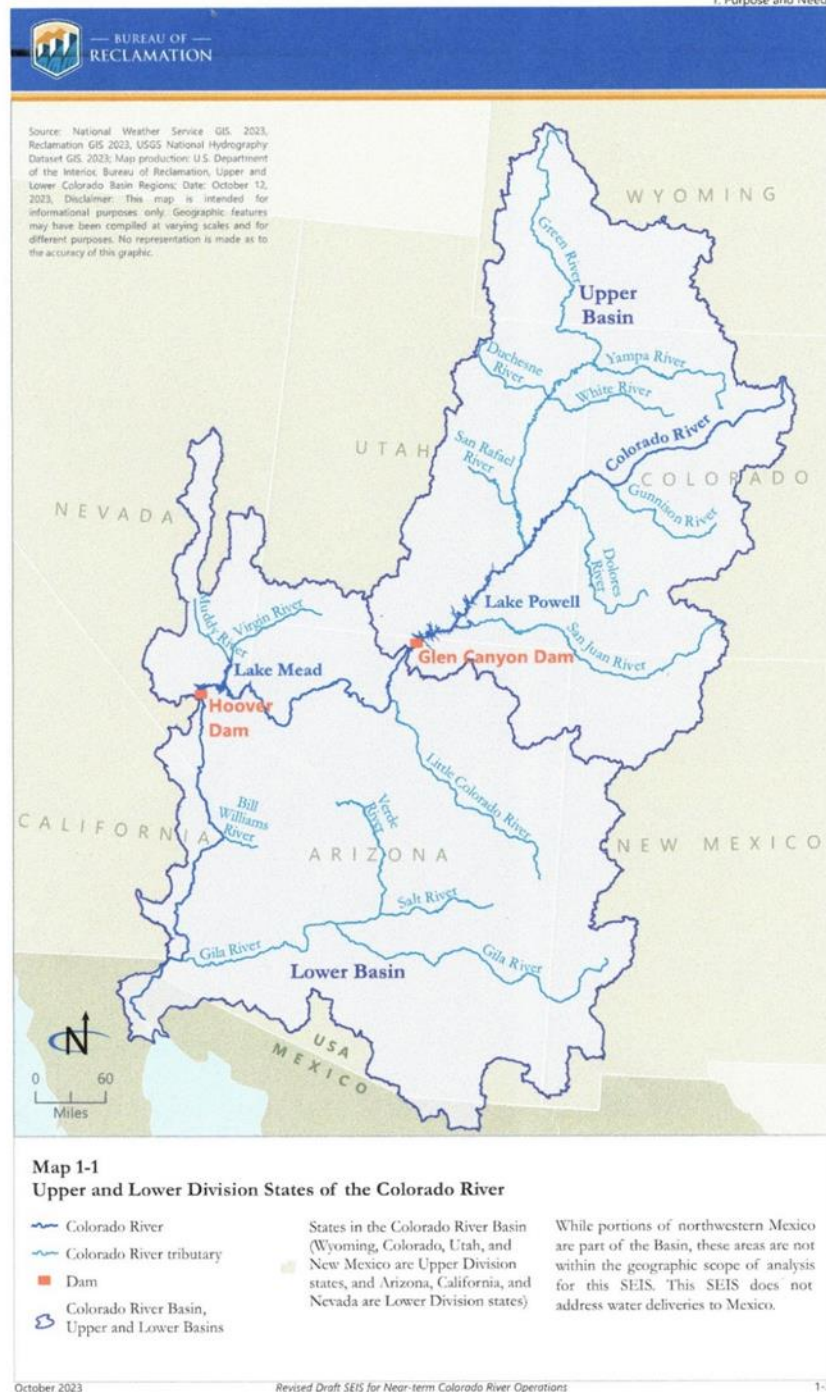 1. Purpose and Need
— BUREAU OF —
RECLAMATION
Source: National Weather Service GIS. 2023,
Reclamation GIS 2023, USGS National Hydrography
Dataset GIS. 2023; Map production: U.S. Department
of the Interior, Bureau of Reclamation, Upper and
Lower Colorado Basin Regions; Date: October 12,
2023, Disclaimer: This map is intended for
informational purposes only. Geographic features
may have been compiled at varying scales and for
different purposes. No representation is made as to
the accuracy of this graphic.
WYOMING
Green River
Upper
Basin
Duchesne
River
Yampa River
White River
Colorado River
UTAH
San Rafael
River
COLORADO
Gunnison River
NEVADA
Dolores
River
Lake Powell
Muddy River
Virgin River
San Juan River
Glen Canyon Dam
Lake Mead
Hoover
Dam
Little Colorado River
Bill
Williams
River
Verde
River
CALIFORNIA
ARIZONA
NEW MEXICO
Salt River
Gila River
Gila River
Lower Basin
N
USA
MEXICO
0 60
Miles
Map 1-1
Upper and Lower Division States of the Colorado River
Colorado River
Colorado River tributary
Dam
Colorado River Basin,
Upper and Lower Basins
States in the Colorado River Basin
(Wyoming, Colorado, Utah, and
New Mexico are Upper Division
states, and Arizona, California, and
Nevada are Lower Division states)
While portions of northwestern Mexico
are part of the Basin, these areas are not
within the geographic scope of analysis
for this SEIS. This SEIS does not
address water deliveries to Mexico.
October 2023 Revised Draft SEIS for Near-term Colorado River Operations